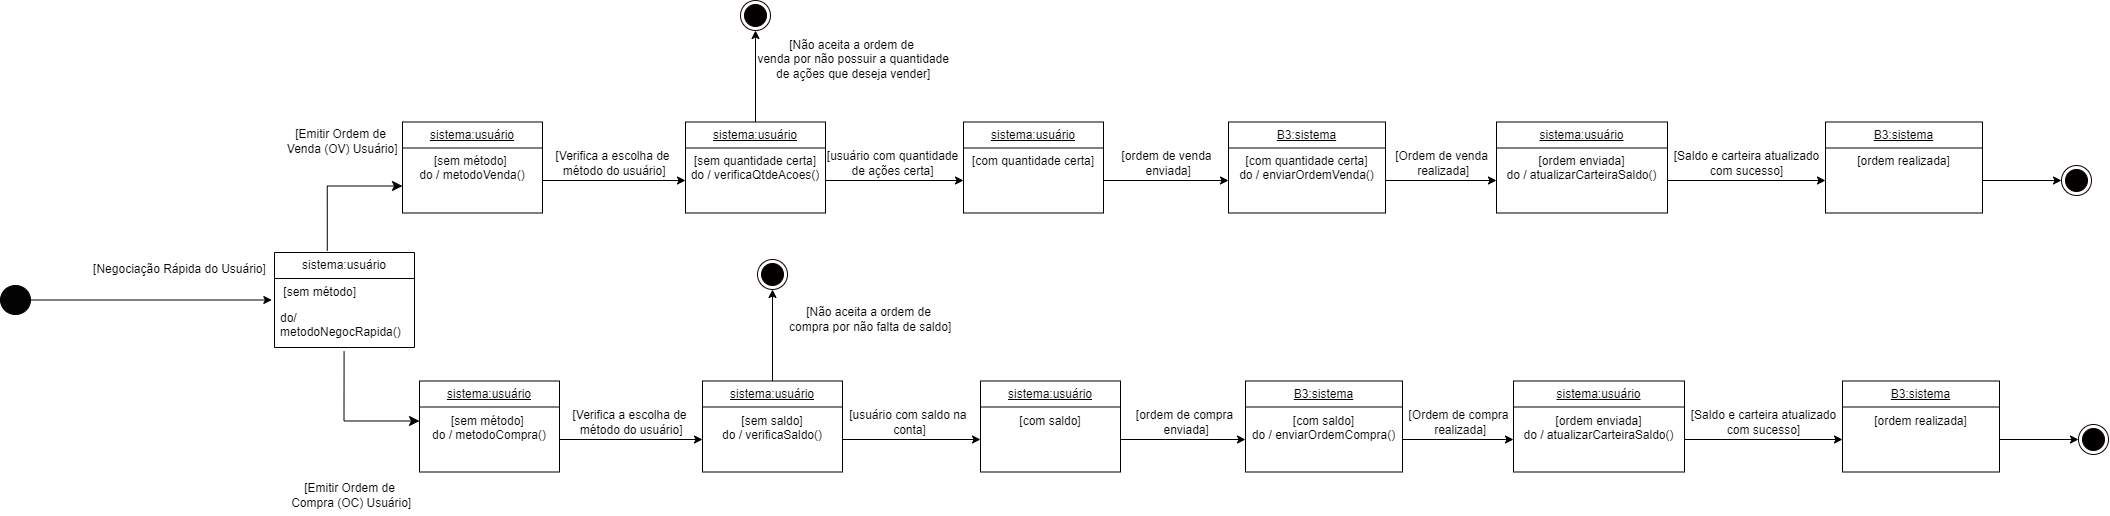 [Não aceita a ordem de
venda por não possuir a quantidade
de ações que deseja vender]
[Emitir Ordem de
Venda (OV) Usuário]
sistema:usuário
[sem método]
do / metodoVenda()
[Verifica a escolha de
método do usuário]
sistema:usuário
[sem quantidade certa]
do / verificaQtdeAcoes()
[usuário com quantidade
de ações certa]
sistema:usuário
[com quantidade certa]
[ordem de venda
enviada]
B3:sistema
[com quantidade certa]
do / enviarOrdemVenda()
[Ordem de venda
realizada]
sistema:usuário
[ordem enviada]
do / atualizarCarteiraSaldo()
[Saldo e carteira atualizado
com sucesso]
B3:sistema
[ordem realizada]
[Negociação Rápida do Usuário]
sistema:usuário
[sem método]
do/
metodoNegocRapida()
[Não aceita a ordem de
compra por não falta de saldo]
sistema:usuário
[sem método]
do / metodoCompra()
[Verifica a escolha de
método do usuário]
sistema:usuário
[sem saldo]
do / verificaSaldo()
[usuário com saldo na
conta]
sistema:usuário
[com saldo]
[ordem de compra
enviada]
B3:sistema
[com saldo]
do / enviarOrdemCompra()
[Ordem de compra
realizada]
sistema:usuário
[ordem enviada]
do / atualizarCarteiraSaldo()
[Saldo e carteira atualizado
com sucesso]
B3:sistema
[ordem realizada]
[Emitir Ordem de
Compra (OC) Usuário]